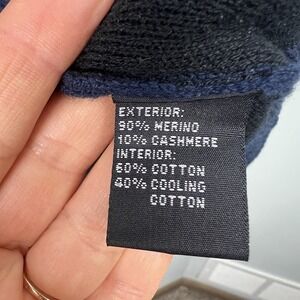 EXTERIOR:
90% MERINO
10% CASHMERE
INTERIOR:
60% COTTON
40% COOLING
COTTON